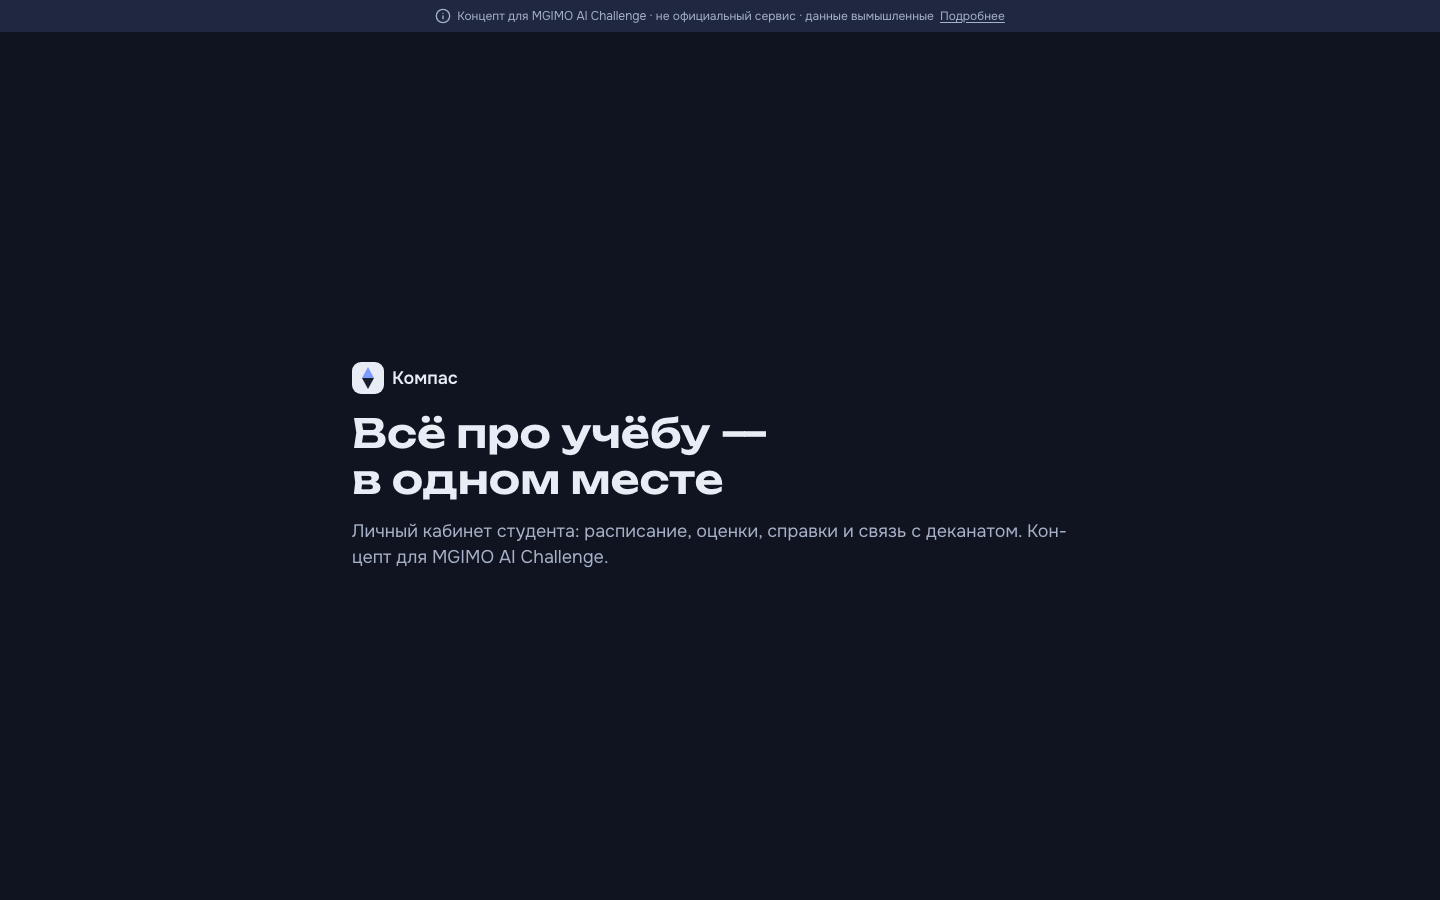 Концепт для MGIMO AI Challenge · не официальный сервис · данные вымышленные Подробнее
Компас
Всё про учёбу —
в одном месте
Личный кабинет студента: расписание, оценки, справки и связь с деканатом. Кон-
цепт для MGIMO AI Challenge.